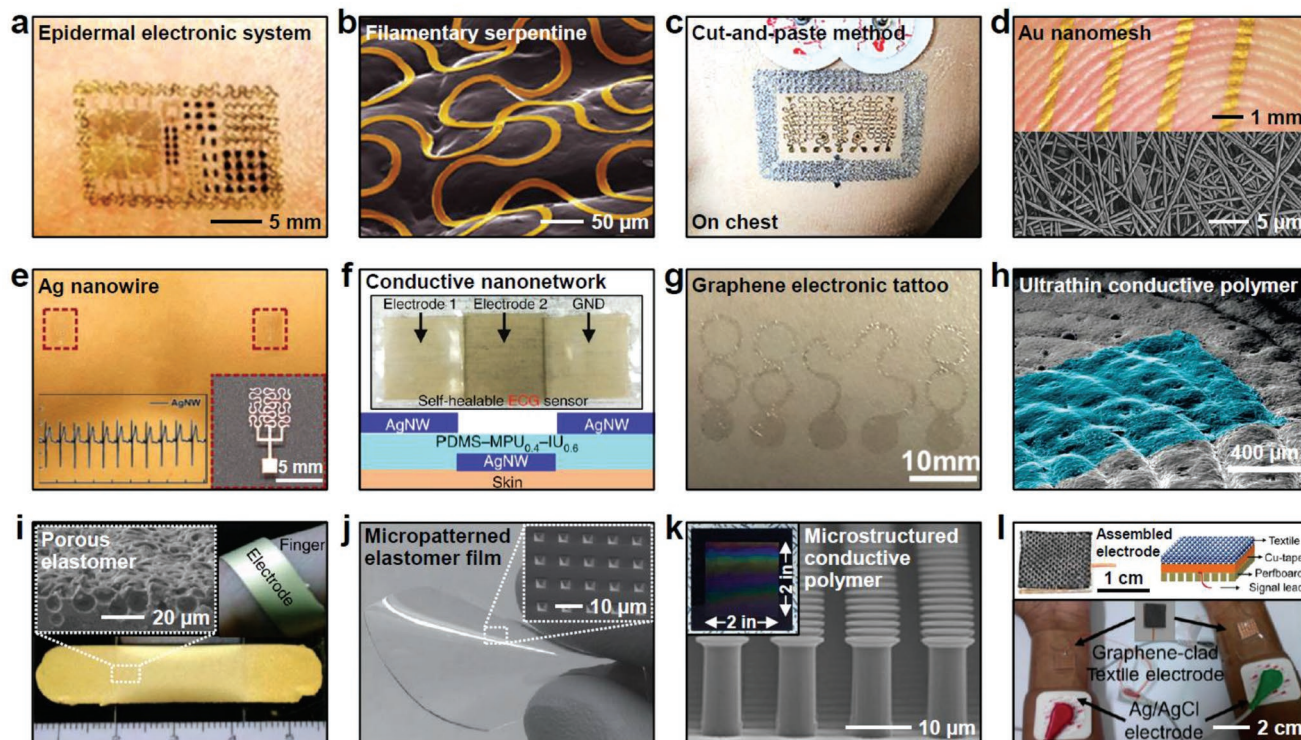 a
Epidermal electronic system
5 mm
b
Filamentary serpentine
50 μm
c
Cut-and-paste method
On chest
d
Au nanomesh
1 mm
5 μm
e
Ag nanowire
AgNW
5 mm
f
Conductive nanonetwork
Electrode 1 Electrode 2 GND
Self-healable ECG sensor
AgNW AgNW
PDMS–MPU0.4–IU0.6
AgNW
Skin
g
Graphene electronic tattoo
10mm
h
Ultrathin conductive polymer
400 μm
i
Porous
elastomer
20 μm
Finger
Electrode
j
Micropatterned
elastomer film
10 μm
k
Microstructured
conductive
polymer
2 in
2 in
10 μm
l
Assembled
electrode
1 cm
Textile
Cu-tape
Perfboard
Signal lead
Graphene-clad
Textile electrode
Ag/AgCl
electrode
2 cm